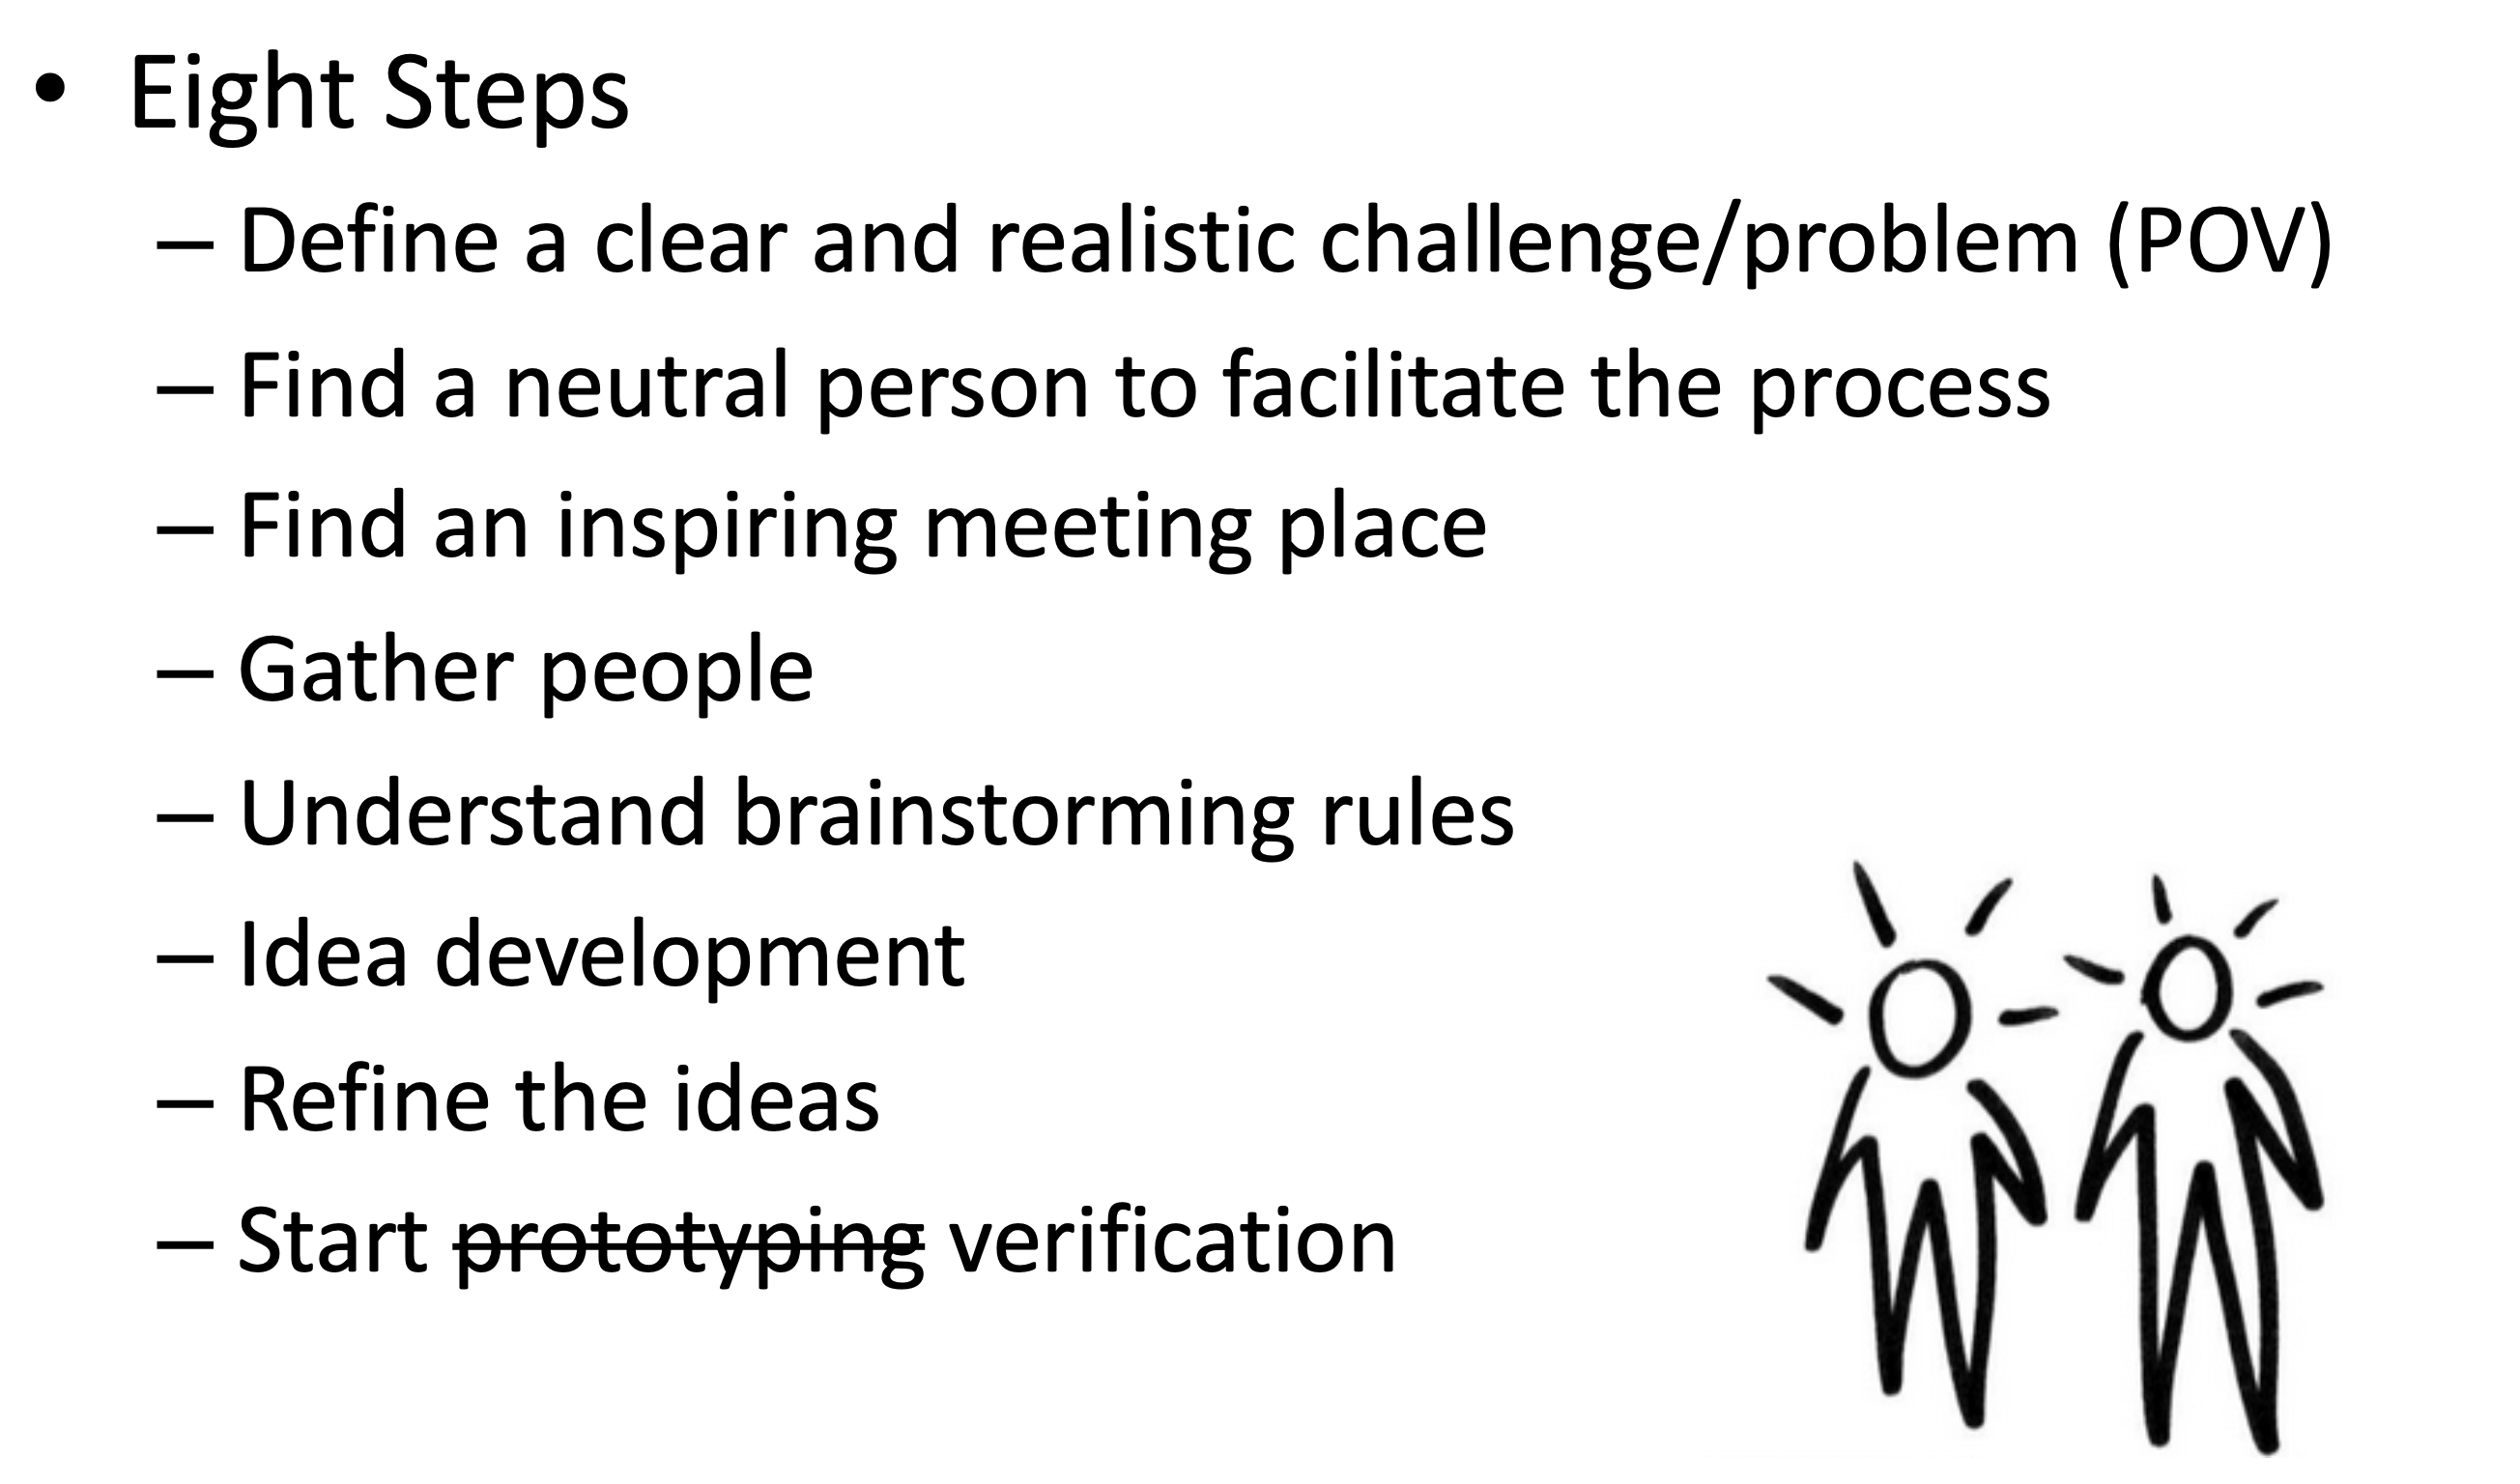 • Eight Steps
– Define a clear and realistic challenge/problem (POV)
– Find a neutral person to facilitate the process
– Find an inspiring meeting place
– Gather people
– Understand brainstorming rules
– Idea development
– Refine the ideas
– Start prototyping verification